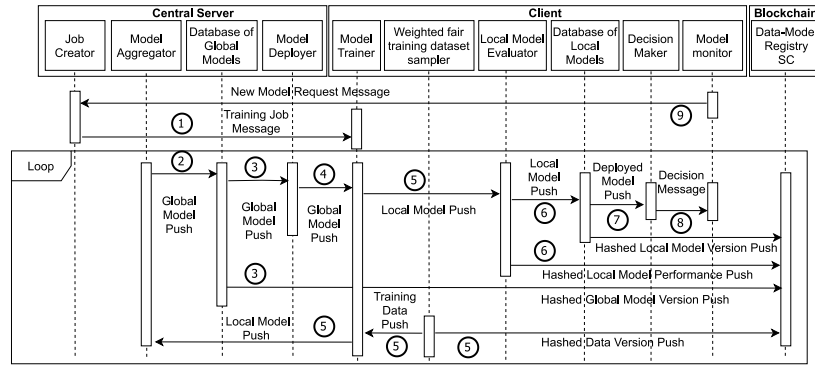 Central Server
Client
Blockchain
Job
Creator
Model
Aggregator
Database of
Global
Models
Model
Deployer
Model
Trainer
Weighted fair
training dataset
sampler
Local Model
Evaluator
Database of
Local
Models
Decision
Maker
Model
monitor
Data-Model
Registry
SC
New Model Request Message
9
1
Training Job
Message
Loop
2
Global
Model
Push
3
Global
Model Push
4
Global
Model
Push
5
Local Model Push
Local
Model
Push
6
Deployed
Model
Push
7
Decision
Message
8
Hashed Local Model Version Push
6
Hashed Local Model Performance Push
3
Hashed Global Model Version Push
Local Model
Push
5
Training
Data
Push
5
5
Hashed Data Version Push